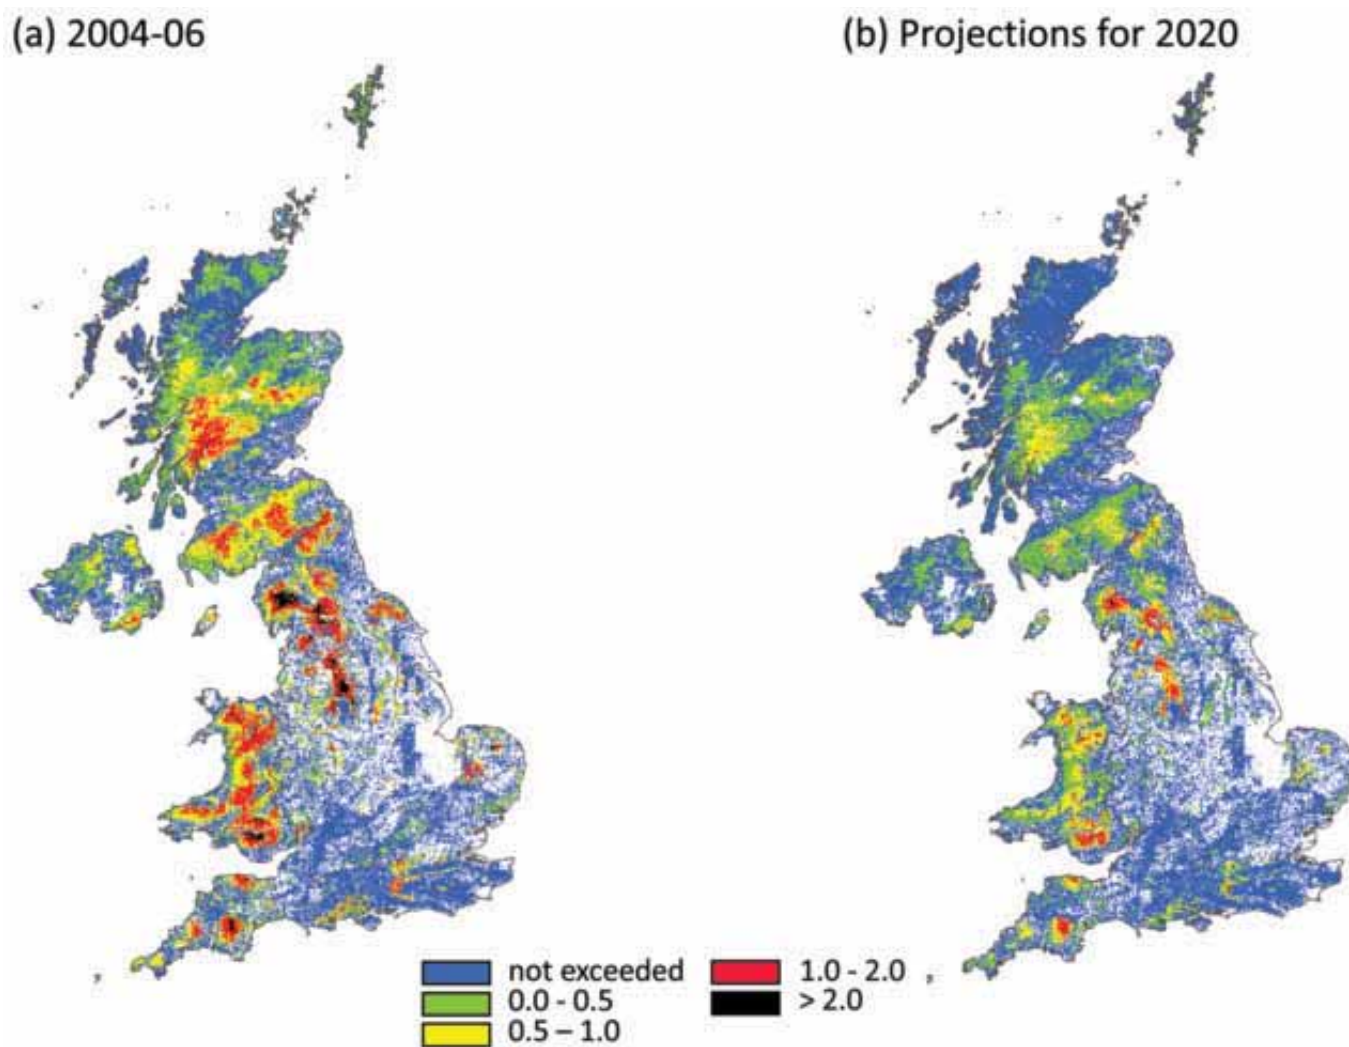 (a) 2004-06
(b) Projections for 2020
not exceeded
0.0 - 0.5
0.5 – 1.0
1.0 - 2.0
> 2.0